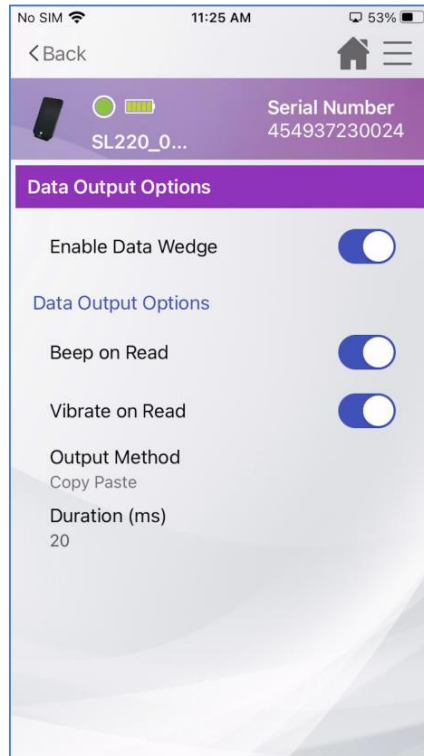 No SIM 11:25 AM 53%
Back
Serial Number
SL220_0... 454937230024
Data Output Options
Enable Data Wedge
Data Output Options
Beep on Read
Vibrate on Read
Output Method
Copy Paste
Duration (ms)
20